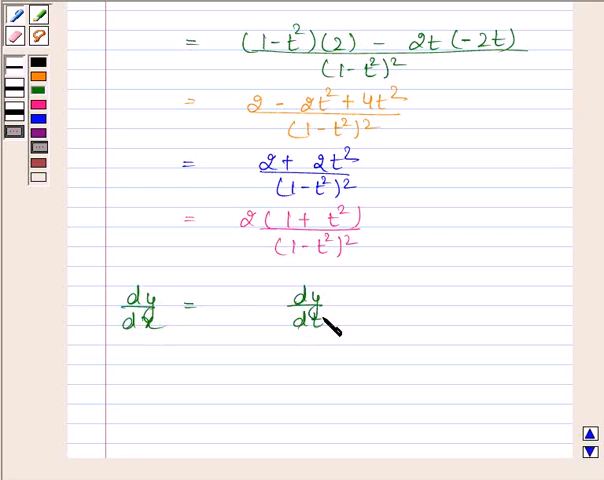 = (1-t²)(2) - 2t(-2t) / (1-t²)²
= 2 - 2t² + 4t² / (1-t²)²
= 2 + 2t² / (1-t²)²
= 2(1+t²) / (1-t²)²
dy/dx = dy/dt